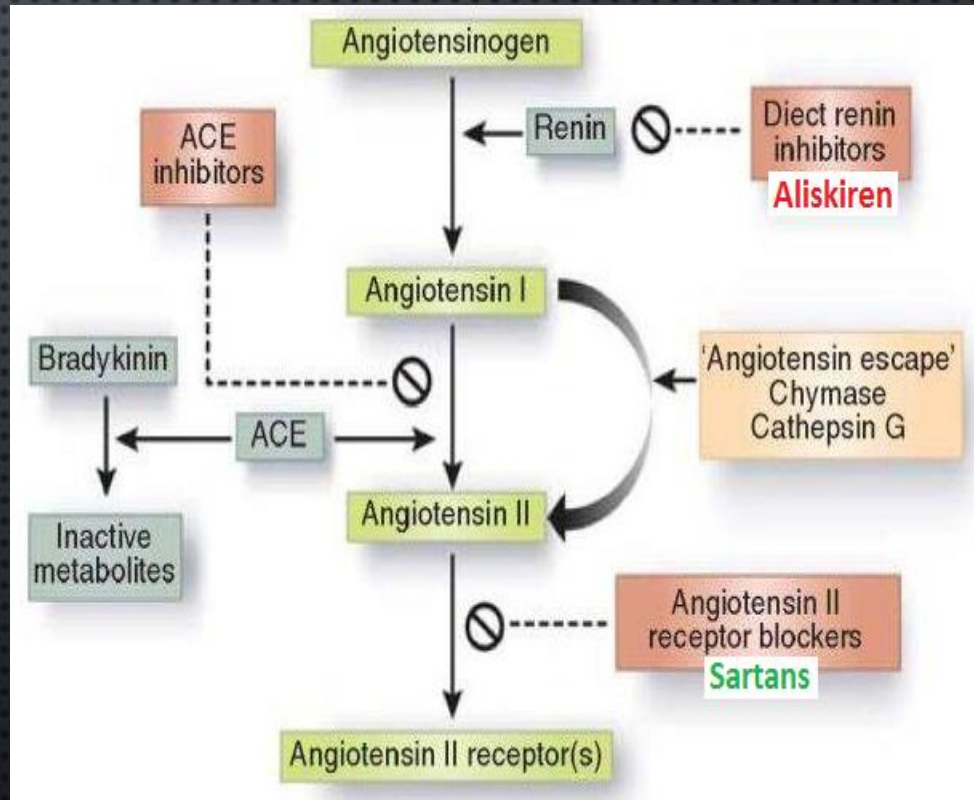 Angiotensinogen
Renin
Diect renin
inhibitors
Aliskiren
ACE
inhibitors
Angiotensin I
Bradykinin
'Angiotensin escape'
Chymase
Cathepsin G
ACE
Angiotensin II
Inactive
metabolites
Angiotensin II
receptor blockers
Sartans
Angiotensin II receptor(s)